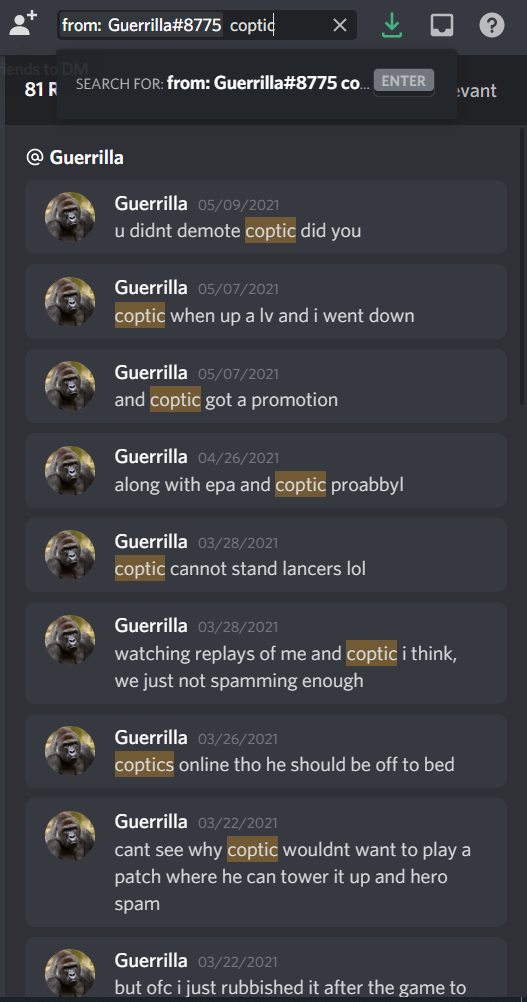 from: Guerrilla#8775 coptic
iends to DM
SEARCH FOR: from: Guerrilla#8775 co... ENTER
81 R
evant
@ Guerrilla
Guerrilla 05/09/2021
u didnt demote coptic did you
Guerrilla 05/07/2021
coptic when up a lv and i went down
Guerrilla 05/07/2021
and coptic got a promotion
Guerrilla 04/26/2021
along with epa and coptic proabbyl
Guerrilla 03/28/2021
coptic cannot stand lancers lol
Guerrilla 03/28/2021
watching replays of me and coptic i think,
we just not spamming enough
Guerrilla 03/26/2021
coptics online tho he should be off to bed
Guerrilla 03/22/2021
cant see why coptic wouldnt want to play a
patch where he can tower it up and hero
spam
Guerrilla 03/22/2021
but ofc i just rubbished it after the game to